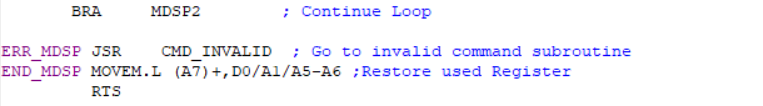 BRA MDSP2 ; Continue Loop
ERR_MDSP JSR CMD_INVALID ; Go to invalid command subroutine
END_MDSP MOVEM.L (A7)+,D0/A1/A5-A6 ;Restore used Register
RTS